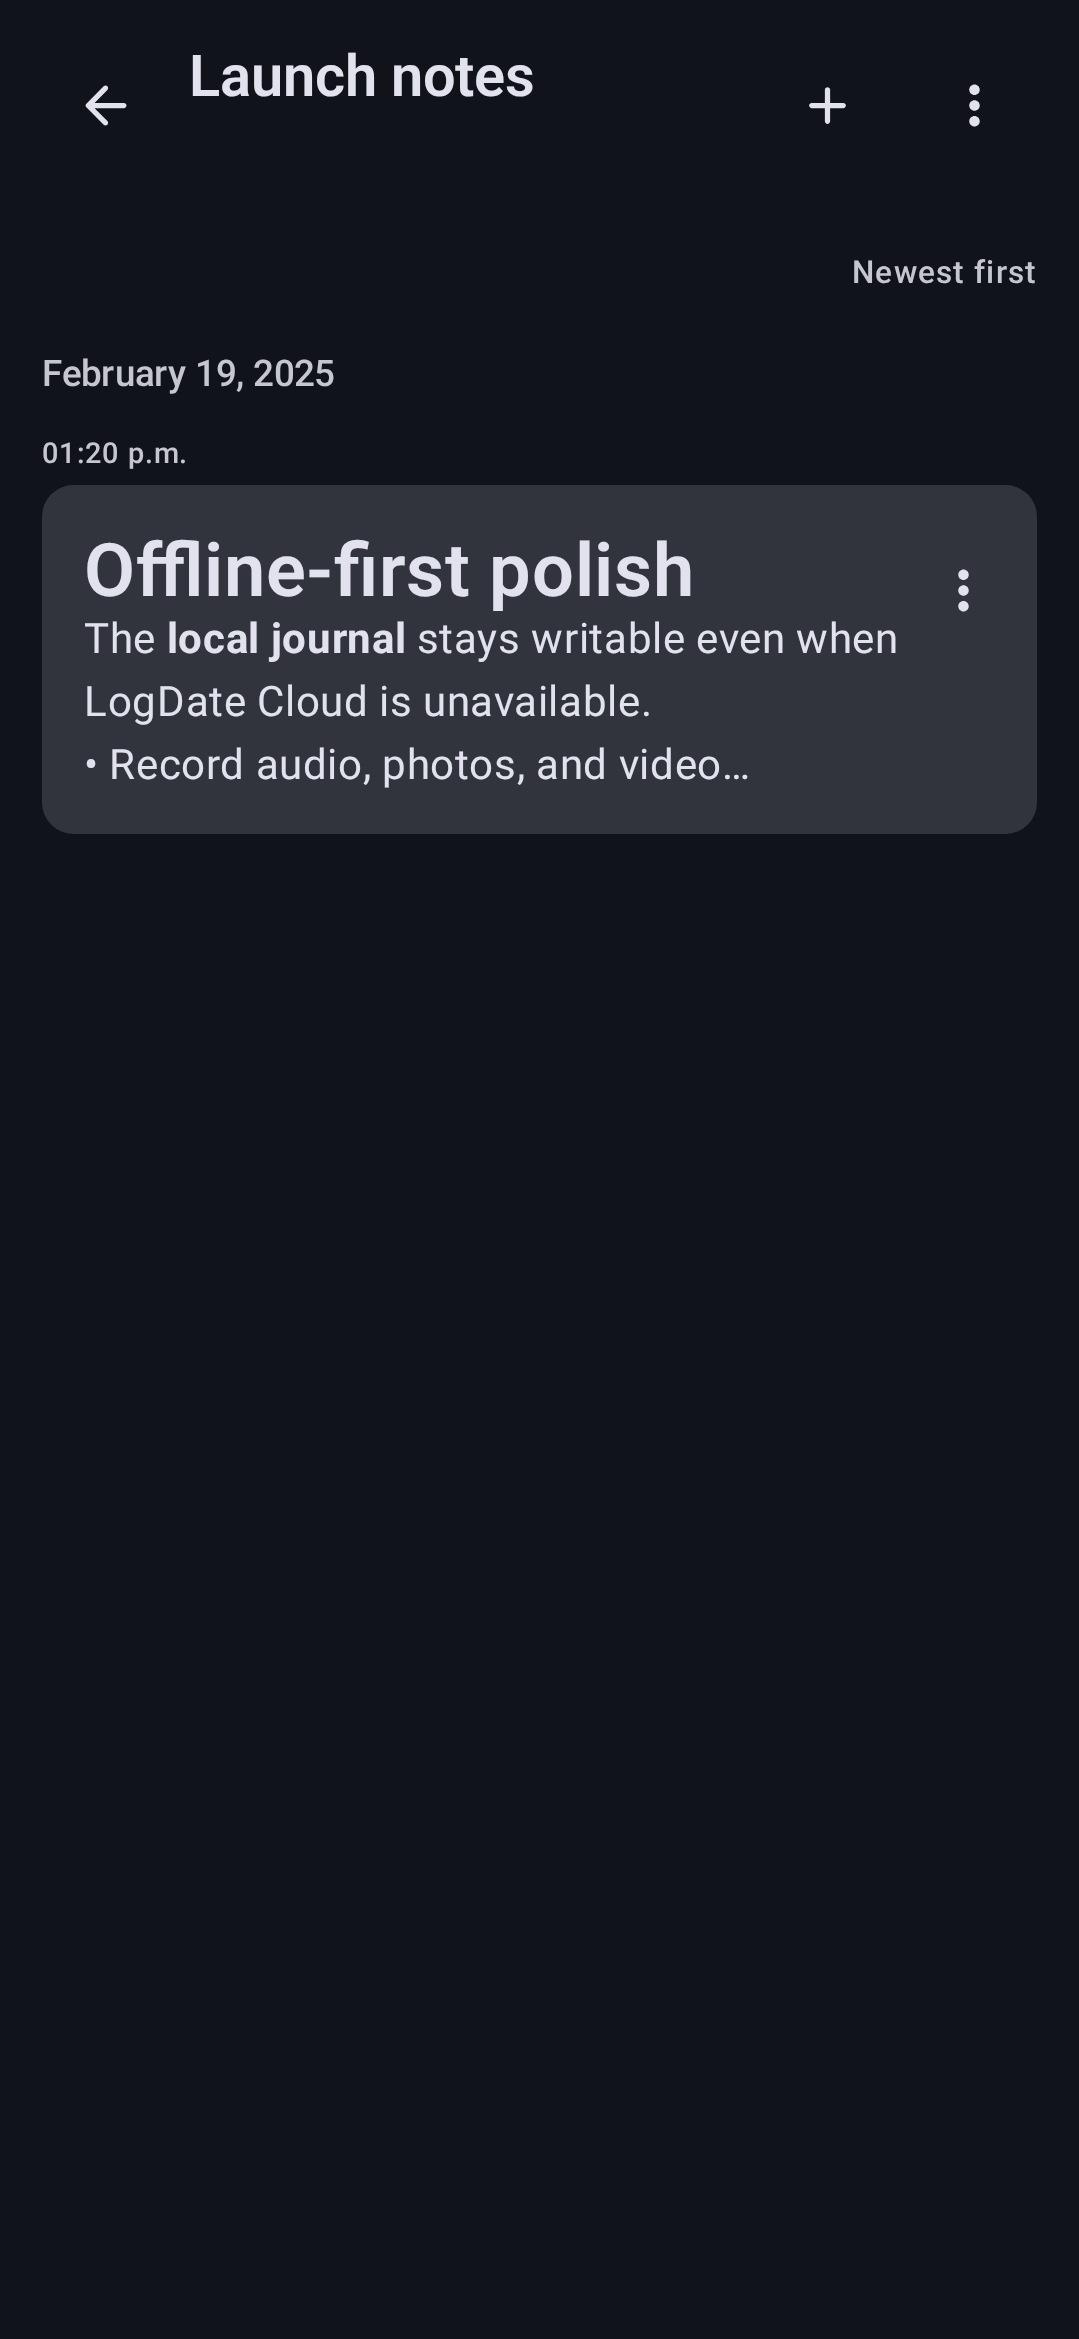 Launch notes
Newest first
February 19, 2025
01:20 p.m.
Offline-first polish
The local journal stays writable even when
LogDate Cloud is unavailable.
• Record audio, photos, and video…